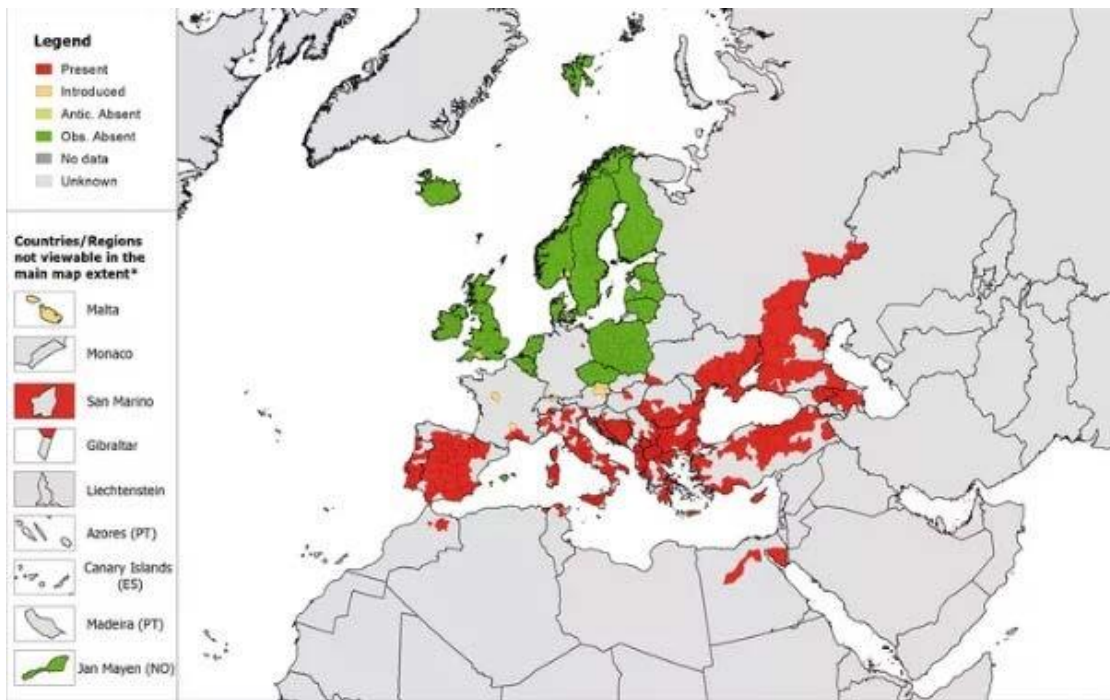 Legend
Present
Introduced
Antic. Absent
Obs. Absent
No data
Unknown
Countries/Regions
not viewable in the
main map extent*
Malta
Monaco
San Marino
Gibraltar
Liechtenstein
Azores (PT)
Canary Islands
(ES)
Madeira (PT)
Jan Mayen (NO)